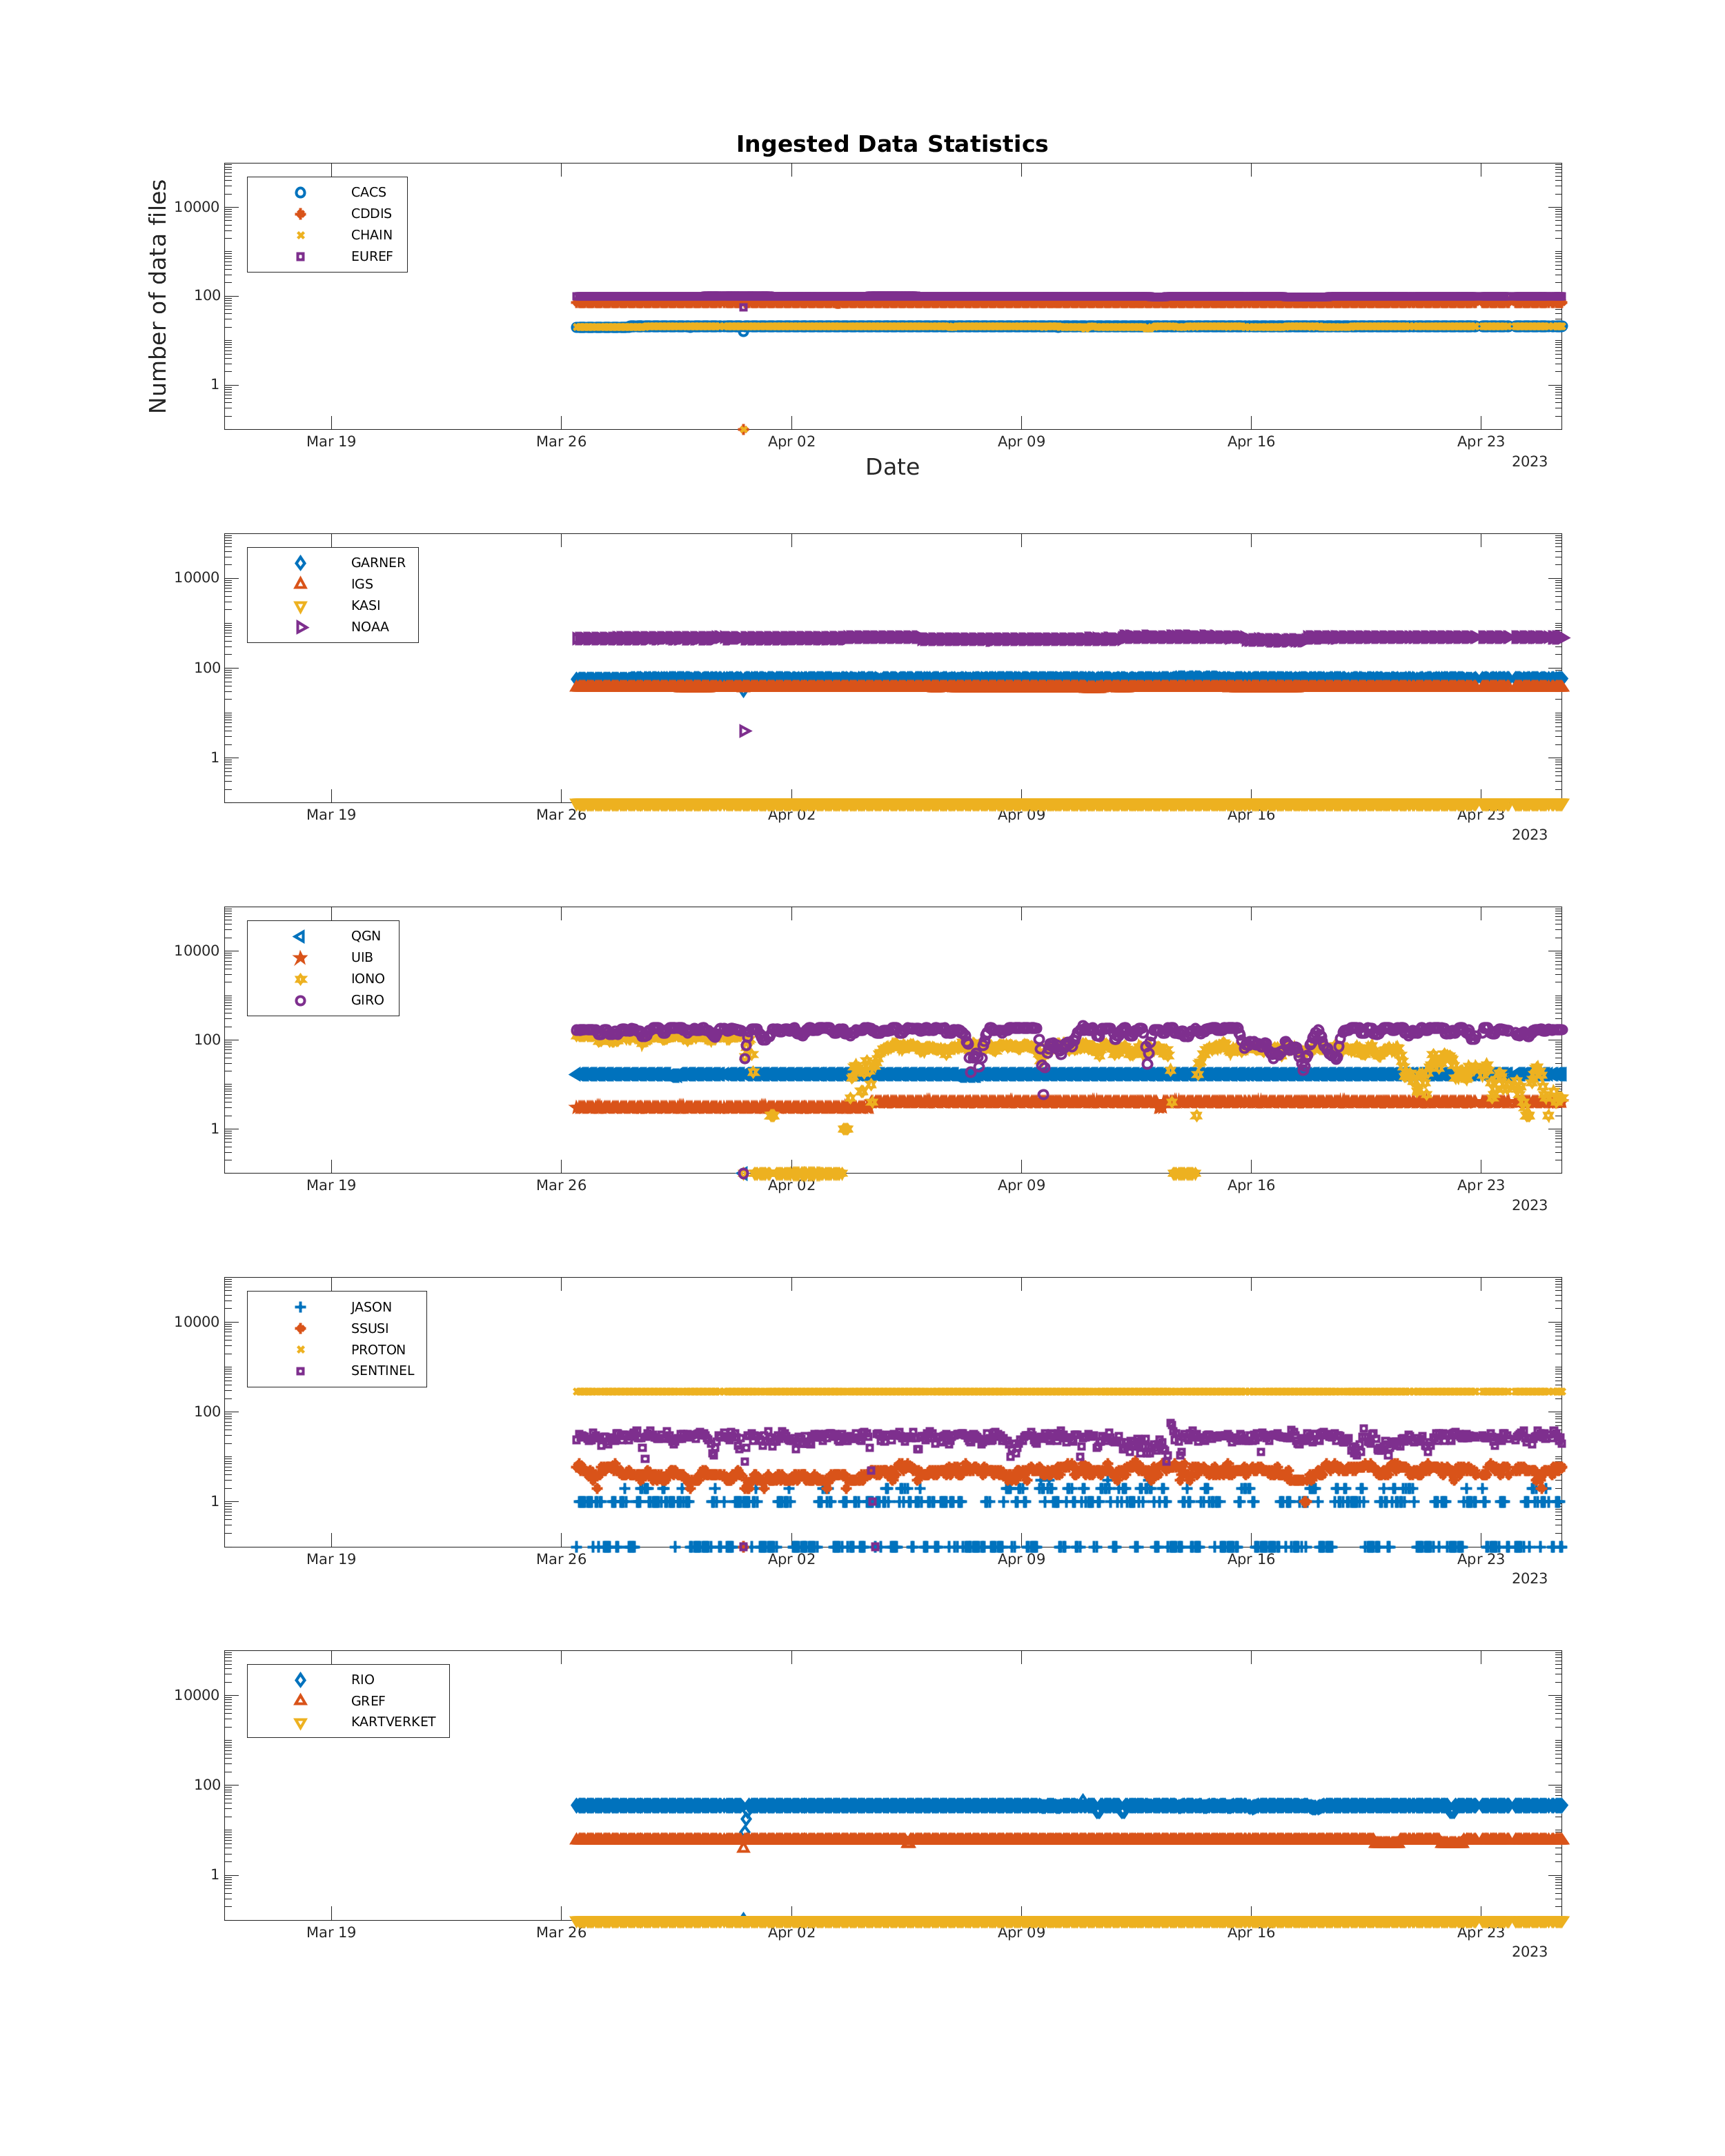 Ingested Data Statistics
Number of data files
10000
100
1
CACS
CDDIS
CHAIN
EUREF
Mar 19 Mar 26 Apr 02 Apr 09 Apr 16 Apr 23
2023
Date
10000
100
1
GARNER
IGS
KASI
NOAA
Mar 19 Mar 26 Apr 02 Apr 09 Apr 16 Apr 23
2023
10000
100
1
QGN
UIB
IONO
GIRO
Mar 19 Mar 26 Apr 02 Apr 09 Apr 16 Apr 23
2023
10000
100
1
JASON
SSUSI
PROTON
SENTINEL
Mar 19 Mar 26 Apr 02 Apr 09 Apr 16 Apr 23
2023
10000
100
1
RIO
GREF
KARTVERKET
Mar 19 Mar 26 Apr 02 Apr 09 Apr 16 Apr 23
2023